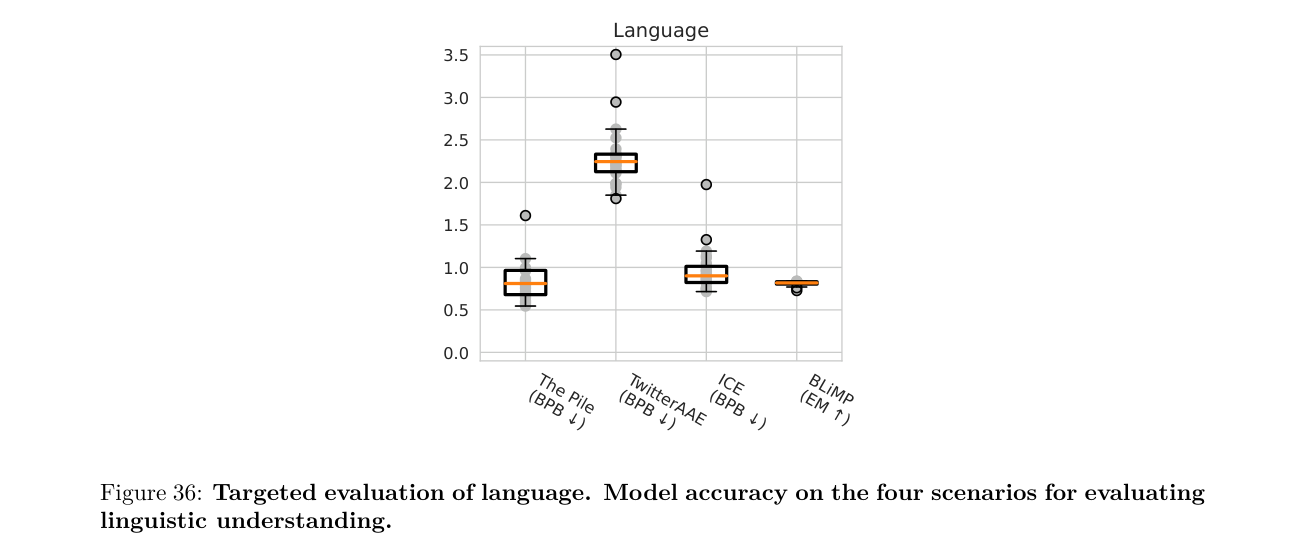 Language
3.5
3.0
2.5
2.0
1.5
1.0
0.5
0.0
The Pile
(BPB ↓)
TwitterAAE
(BPB ↓)
ICE
(BPB ↓)
BLiMP
(EM ↑)
Figure 36: Targeted evaluation of language. Model accuracy on the four scenarios for evaluating
linguistic understanding.